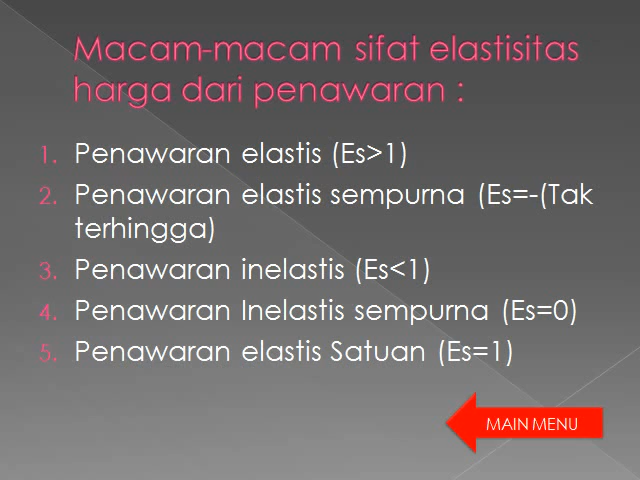 Macam-macam sifat elastisitas
harga dari penawaran :
1. Penawaran elastis (Es>1)
2. Penawaran elastis sempurna (Es=-(Tak
terhingga)
3. Penawaran inelastis (Es<1)
4. Penawaran Inelastis sempurna (Es=0)
5. Penawaran elastis Satuan (Es=1)
MAIN MENU